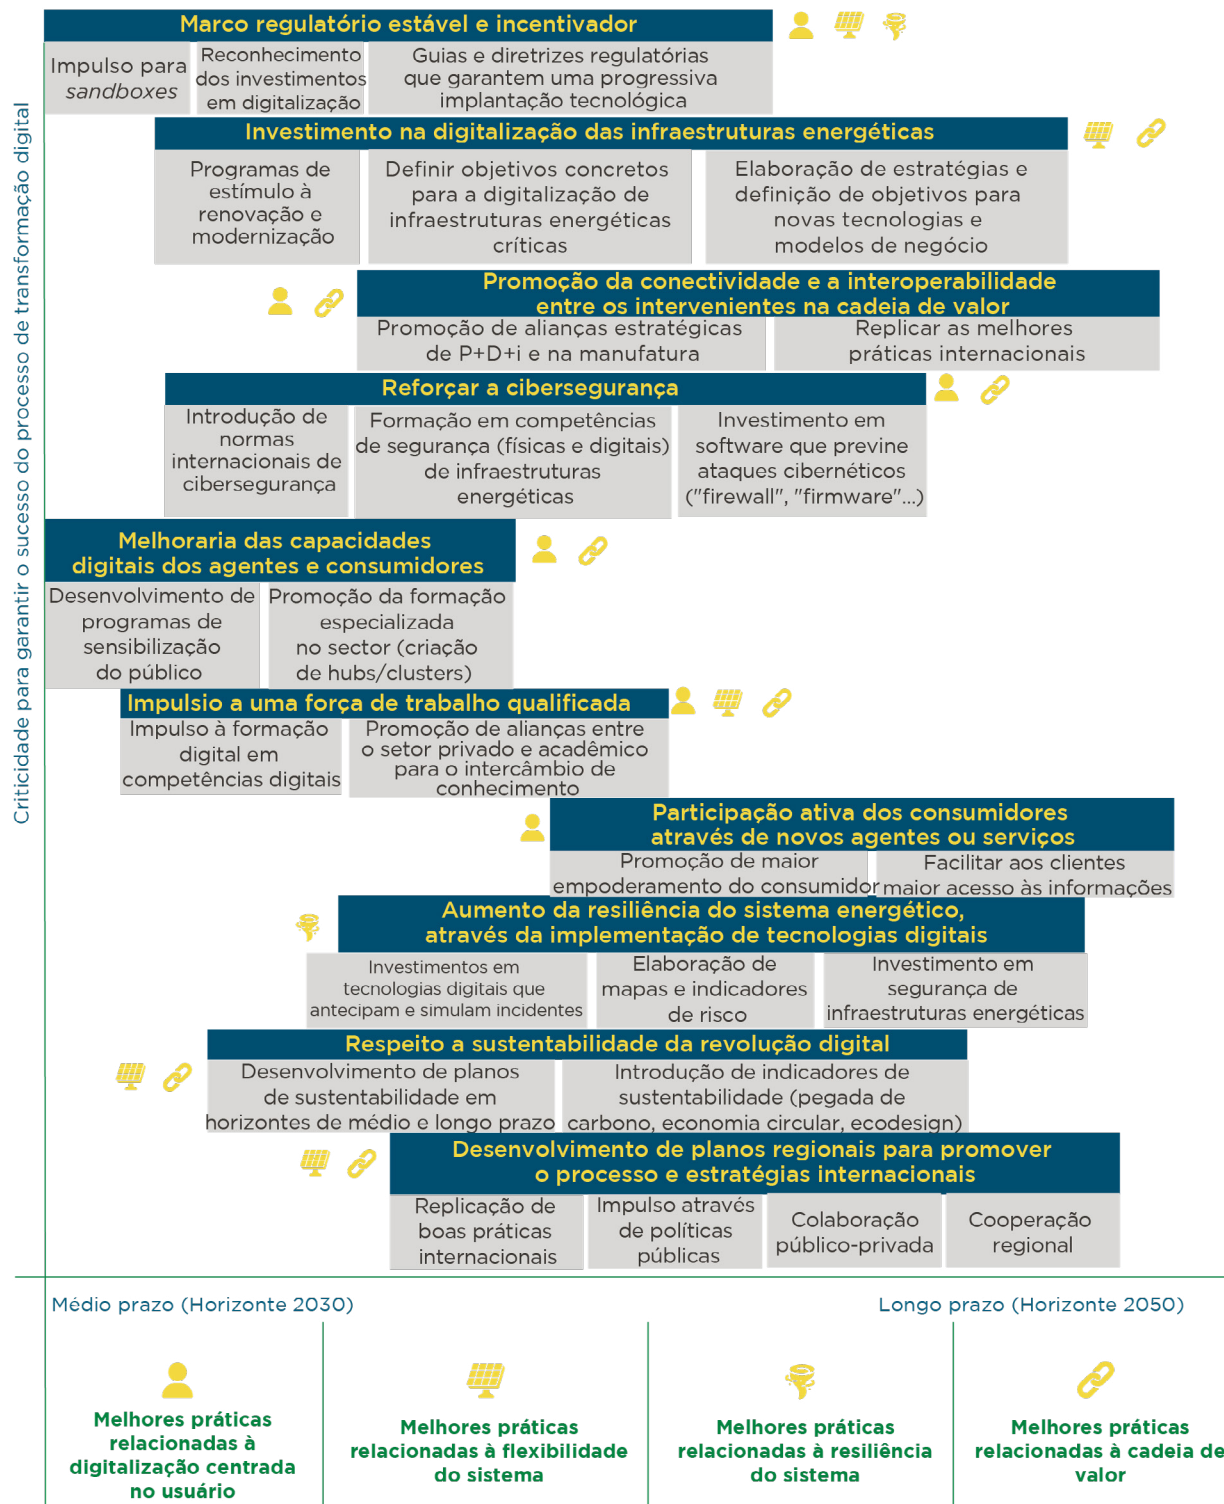 Criticidade para garantir o sucesso do processo de transformação digital
Marco regulatório estável e incentivador
Impulso para
sandboxes
Reconhecimento
dos investimentos
em digitalização
Guias e diretrizes regulatórias
que garantem uma progressiva
implantação tecnológica
Investimento na digitalização das infraestruturas energéticas
Programas de
estímulo à
renovação e
modernização
Definir objetivos concretos
para a digitalização de
infraestruturas energéticas
críticas
Elaboração de estratégias e
definição de objetivos para
novas tecnologias e
modelos de negócio
Promoção da conectividade e a interoperabilidade
entre os intervenientes na cadeia de valor
Promoção de alianças estratégicas
de P+D+i e na manufatura
Replicar as melhores
práticas internacionais
Reforçar a cibersegurança
Introdução de
normas
internacionais de
cibersegurança
Formação em competências
de segurança (físicas e digitais)
de infraestruturas
energéticas
Investimento em
software que previne
ataques cibernéticos
("firewall", "firmware"...)
Melhoraria das capacidades
digitais dos agentes e consumidores
Desenvolvimento de
programas de
sensibilização
do público
Promoção da formação
especializada
no sector (criação
de hubs/clusters)
Impulsio a uma força de trabalho qualificada
Impulso à formação
digital em
competências digitais
Promoção de alianças entre
o setor privado e acadêmico
para o intercâmbio de
conhecimento
Participação ativa dos consumidores
através de novos agentes ou serviços
Promoção de maior
empoderamento do consumidor
Facilitar aos clientes
maior acesso às informações
Aumento da resiliência do sistema energético,
através da implementação de tecnologias digitais
Investimentos em
tecnologias digitais que
antecipam e simulam incidentes
Elaboração de
mapas e indicadores
de risco
Investimento em
segurança de
infraestruturas energéticas
Respeito a sustentabilidade da revolução digital
Desenvolvimento de planos
de sustentabilidade em
horizontes de médio e longo prazo
Introdução de indicadores de
sustentabilidade (pegada de
carbono, economia circular, ecodesign)
Desenvolvimento de planos regionais para promover
o processo e estratégias internacionais
Replicação de
boas práticas
internacionais
Impulso através
de políticas
públicas
Colaboração
público-privada
Cooperação
regional
Médio prazo (Horizonte 2030)
Longo prazo (Horizonte 2050)
Melhores práticas
relacionadas à
digitalização centrada
no usuário
Melhores práticas
relacionadas à flexibilidade
do sistema
Melhores práticas
relacionadas à resiliência
do sistema
Melhores práticas
relacionadas à cadeia de
valor